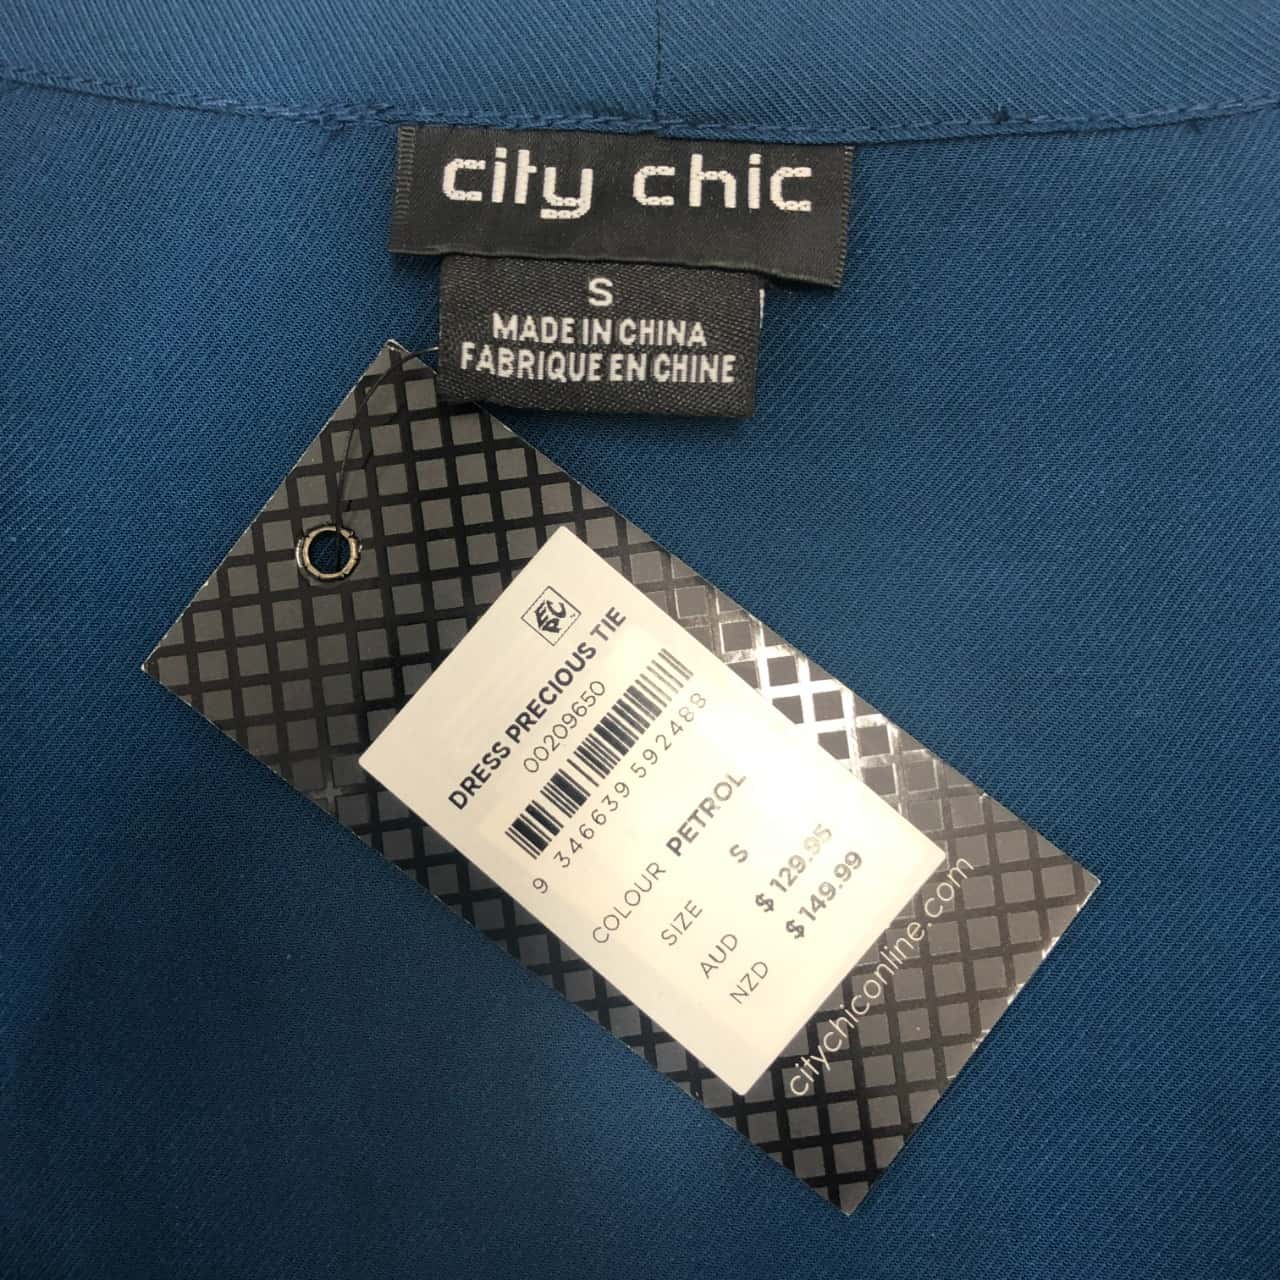 city chic
S
MADE IN CHINA
FABRIQUE EN CHINE
DRESS PRECIOUS TIE
00209650
9 346639 592488
COLOUR PETROL
SIZE S
AUD $129.95
NZD $149.99
citychiconline.com